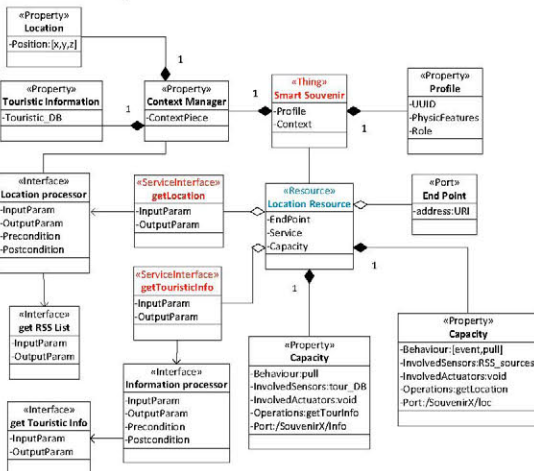 «Property»
Location
-Position:[x,y,z]
1
«Property»
Touristic Information
-Touristic_DB
1
«Property»
Context Manager
-ContextPiece
1
«Thing»
Smart Souvenir
-Profile
-Context
1
«Property»
Profile
-UUID
-PhysicFeatures
-Role
«Interface»
Location processor
-InputParam
-OutputParam
-Precondition
-Postcondition
«ServiceInterface»
getLocation
-InputParam
-OutputParam
«Resource»
Location Resource
-EndPoint
-Service
-Capacity
«Port»
End Point
-address:URI
1
1
«ServiceInterface»
getTouristicInfo
-InputParam
-OutputParam
«Interface»
get RSS List
-InputParam
-OutputParam
«Interface»
Information processor
-InputParam
-OutputParam
-Precondition
-Postcondition
«Property»
Capacity
-Behaviour:pull
-InvolvedSensors:tour_DB
-InvolvedActuators:void
-Operations:getTourInfo
-Port:/SouvenirX/Info
«Property»
Capacity
-Behaviour:[event,pull]
-InvolvedSensors:RSS_sources
-InvolvedActuators:void
-Operations:getLocation
-Port:/SouvenirX/loc
«Interface»
get Touristic Info
-InputParam
-OutputParam